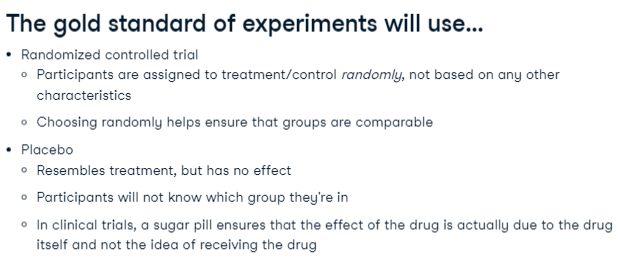 The gold standard of experiments will use...
• Randomized controlled trial
○ Participants are assigned to treatment/control randomly, not based on any other
characteristics
○ Choosing randomly helps ensure that groups are comparable
• Placebo
○ Resembles treatment, but has no effect
○ Participants will not know which group they're in
○ In clinical trials, a sugar pill ensures that the effect of the drug is actually due to the drug
itself and not the idea of receiving the drug